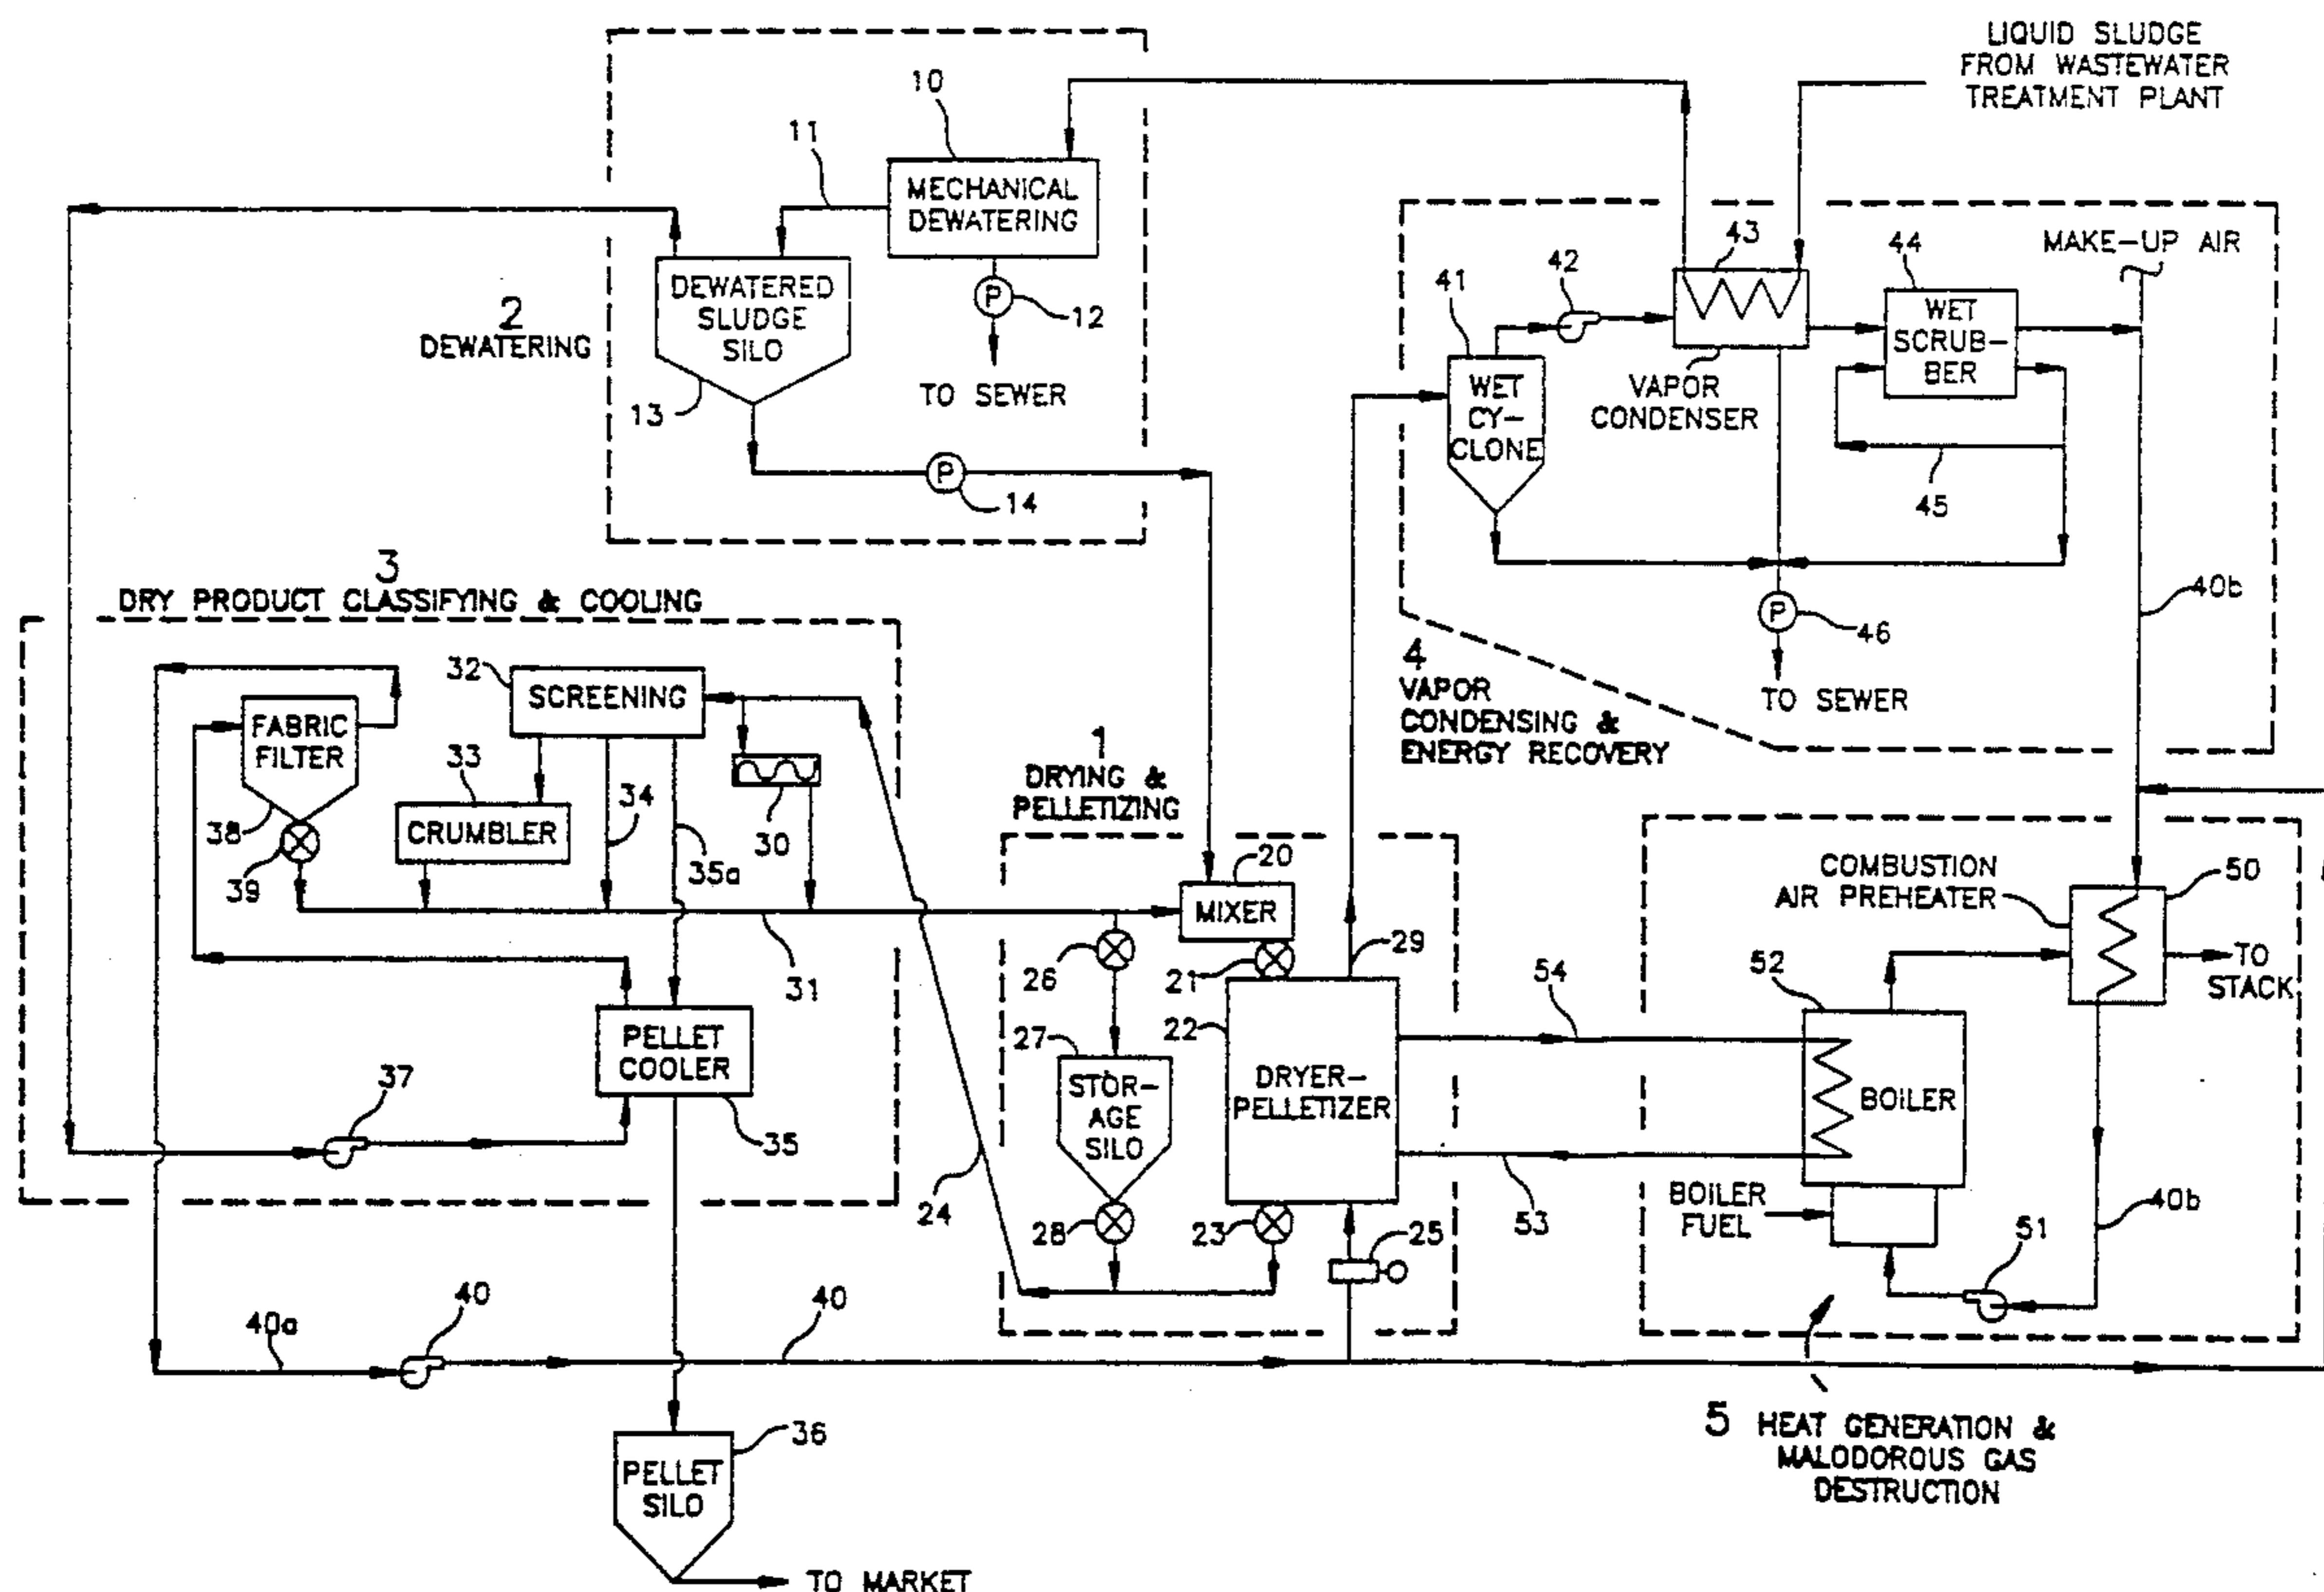 LIQUID SLUDGE
FROM WASTEWATER
TREATMENT PLANT
10
11
MECHANICAL
DEWATERING
P
12
TO SEWER
DEWATERED
SLUDGE
SILO
13
P
14
2
DEWATERING
MAKE-UP AIR
41
42
43
44
WET
CY-
CLONE
VAPOR
CONDENSER
WET
SCRUB-
BER
45
P
46
TO SEWER
40b
4
VAPOR
CONDENSING &
ENERGY RECOVERY
3
DRY PRODUCT CLASSIFYING & COOLING
32
SCREENING
FABRIC
FILTER
38
39
33
CRUMBLER
34
35a
30
31
PELLET
COOLER
35
37
24
1
DRYING &
PELLETIZING
20
MIXER
21
26
27
STOR-
AGE
SILO
28
22
DRYER-
PELLETIZER
23
25
29
54
53
COMBUSTION
AIR PREHEATER
50
TO
STACK
52
BOILER
BOILER
FUEL
51
40b
40a
40
40
36
PELLET
SILO
TO MARKET
5 HEAT GENERATION &
MALODOROUS GAS
DESTRUCTION